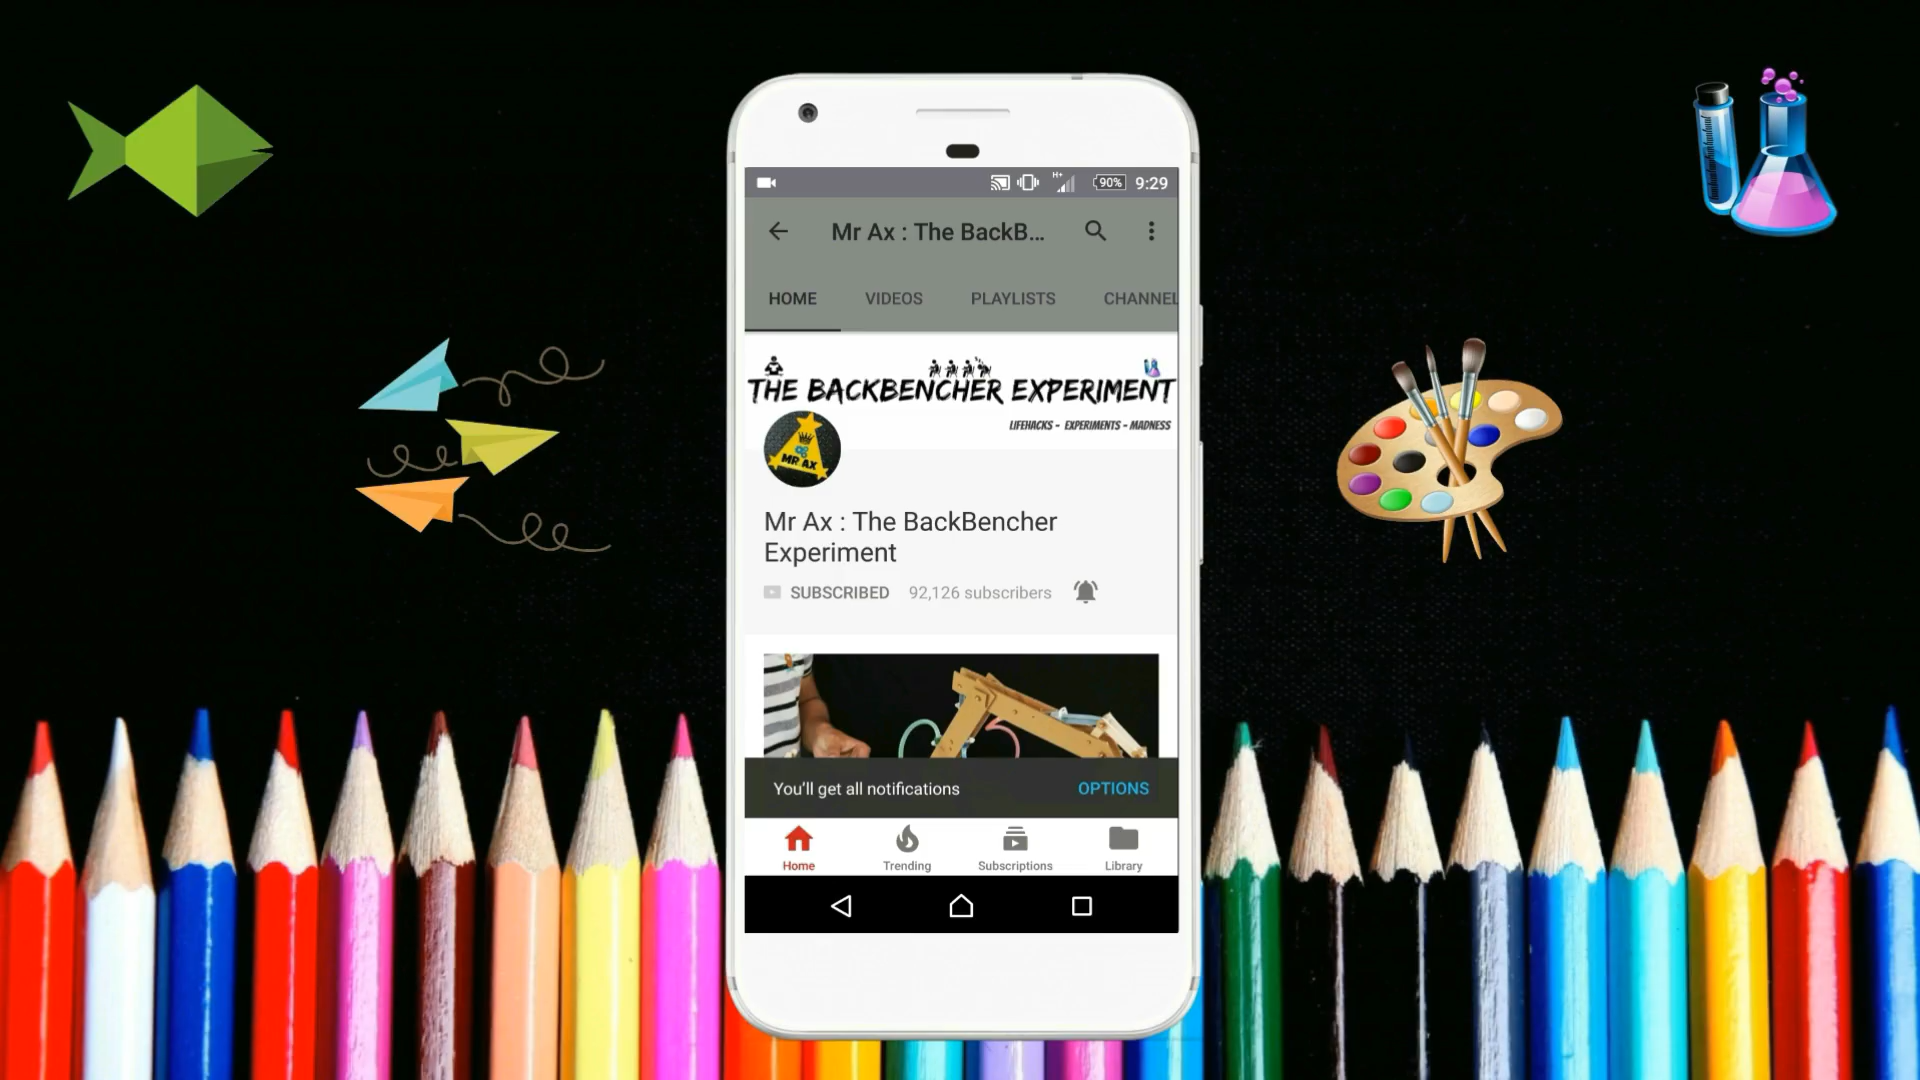 H+
90%
9:29
Mr Ax : The BackB...
HOME
VIDEOS
PLAYLISTS
CHANNEL
THE BACKBENCHER EXPERIMENT
LIFEHACKS - EXPERIMENTS - MADNESS
MR AX
Mr Ax : The BackBencher
Experiment
SUBSCRIBED
92,126 subscribers
You'll get all notifications
OPTIONS
Home
Trending
Subscriptions
Library